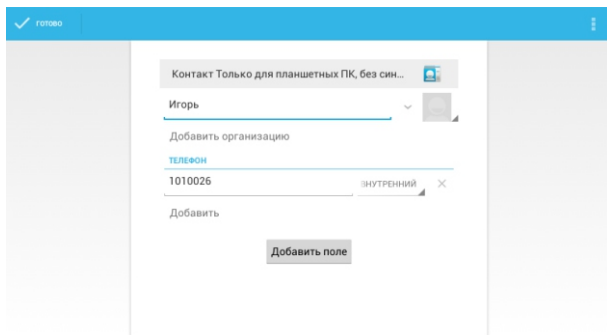 ГОТОВО
Контакт Только для планшетных ПК, без син...
Игорь
Добавить организацию
ТЕЛЕФОН
1010026 ВНУТРЕННИЙ
Добавить
Добавить поле